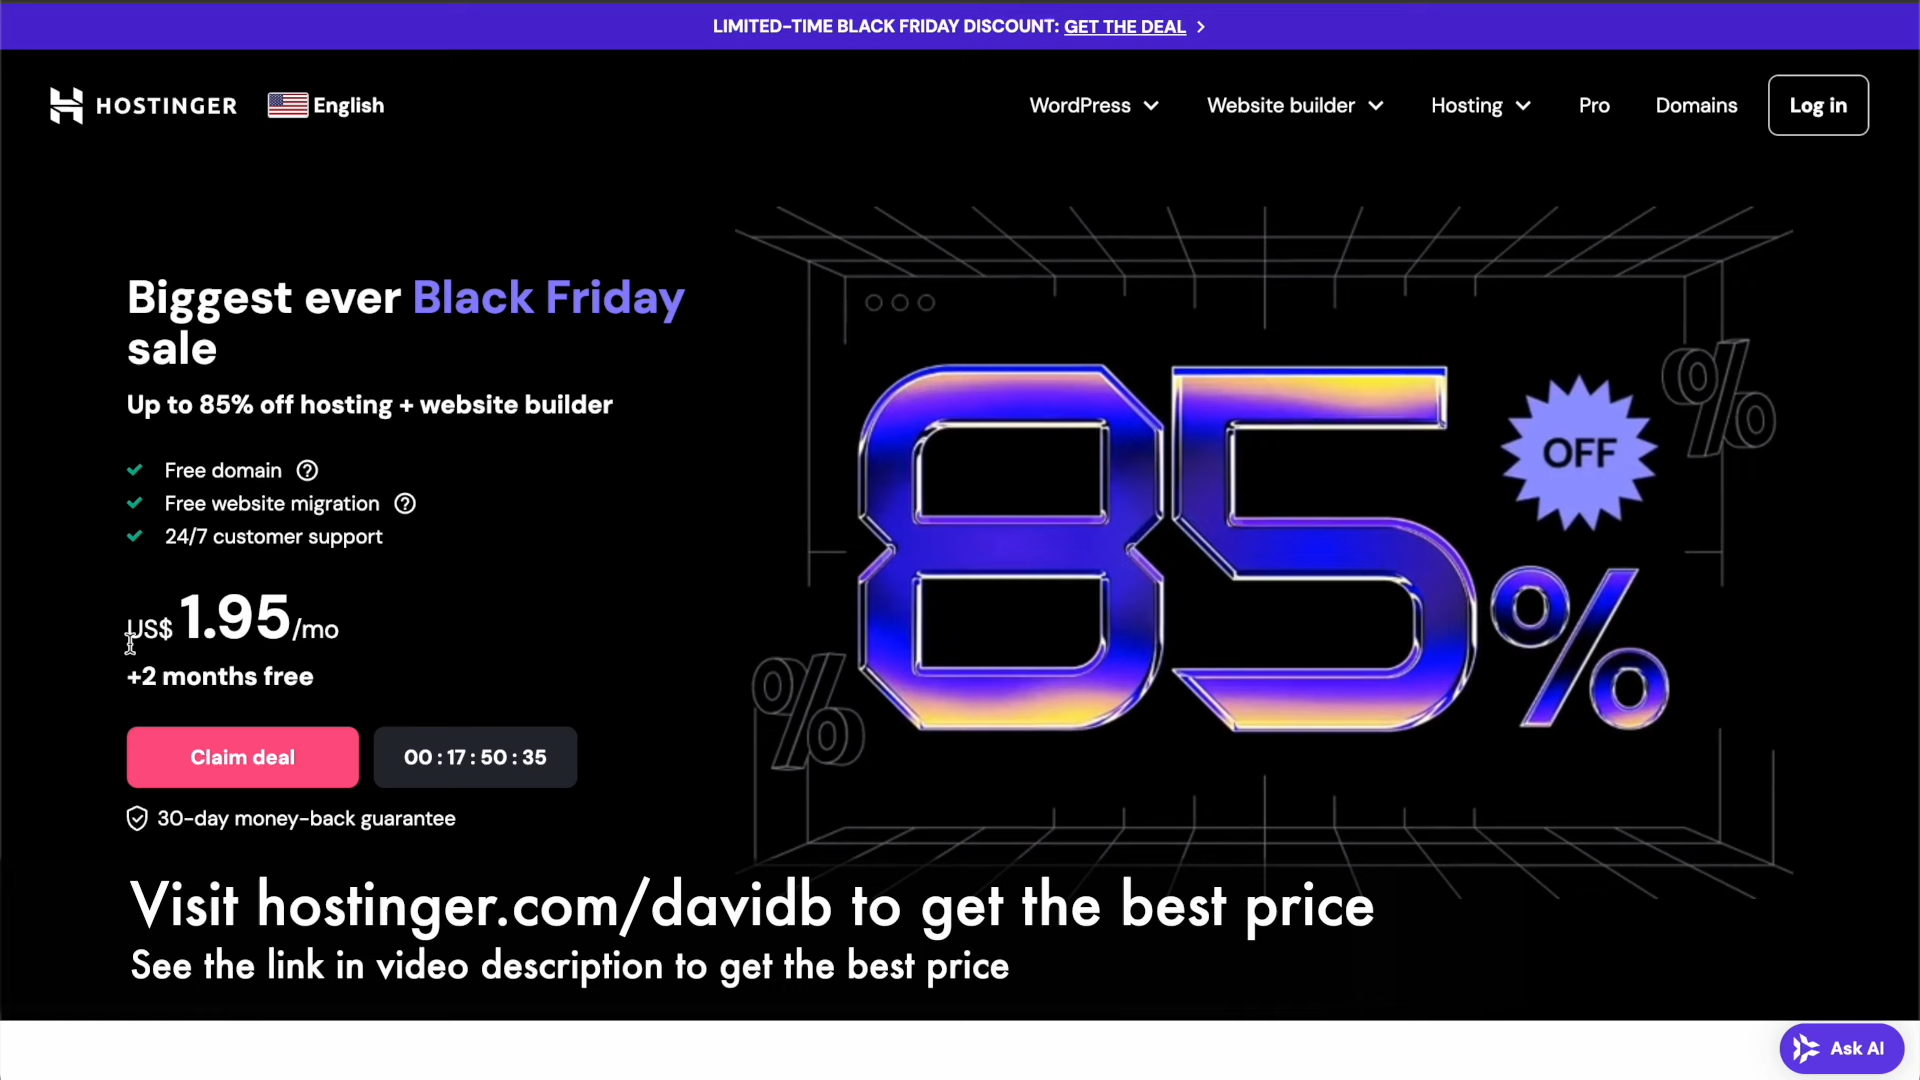 LIMITED-TIME BLACK FRIDAY DISCOUNT: GET THE DEAL
HOSTINGER English WordPress Website builder Hosting Pro Domains Log in
Biggest ever Black Friday
sale
Up to 85% off hosting + website builder
Free domain ?
Free website migration ?
24/7 customer support
US$ 1.95/mo
+2 months free
Claim deal 00 : 17 : 50 : 35
30-day money-back guarantee
85%
OFF
%
%
Visit hostinger.com/davidb to get the best price
See the link in video description to get the best price
Ask AI